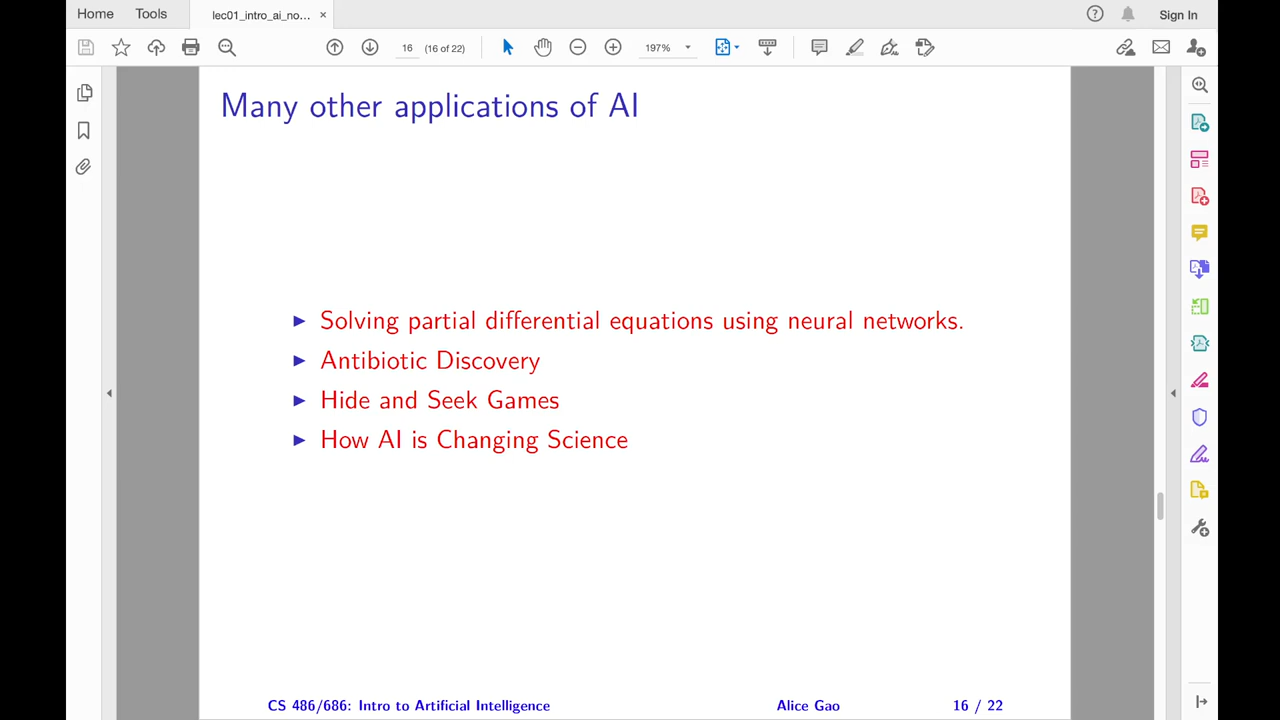 Home Tools lec01_intro_ai_no... × Sign In
16 (16 of 22) 197%
Many other applications of AI
Solving partial differential equations using neural networks.
Antibiotic Discovery
Hide and Seek Games
How AI is Changing Science
CS 486/686: Intro to Artificial Intelligence Alice Gao 16 / 22